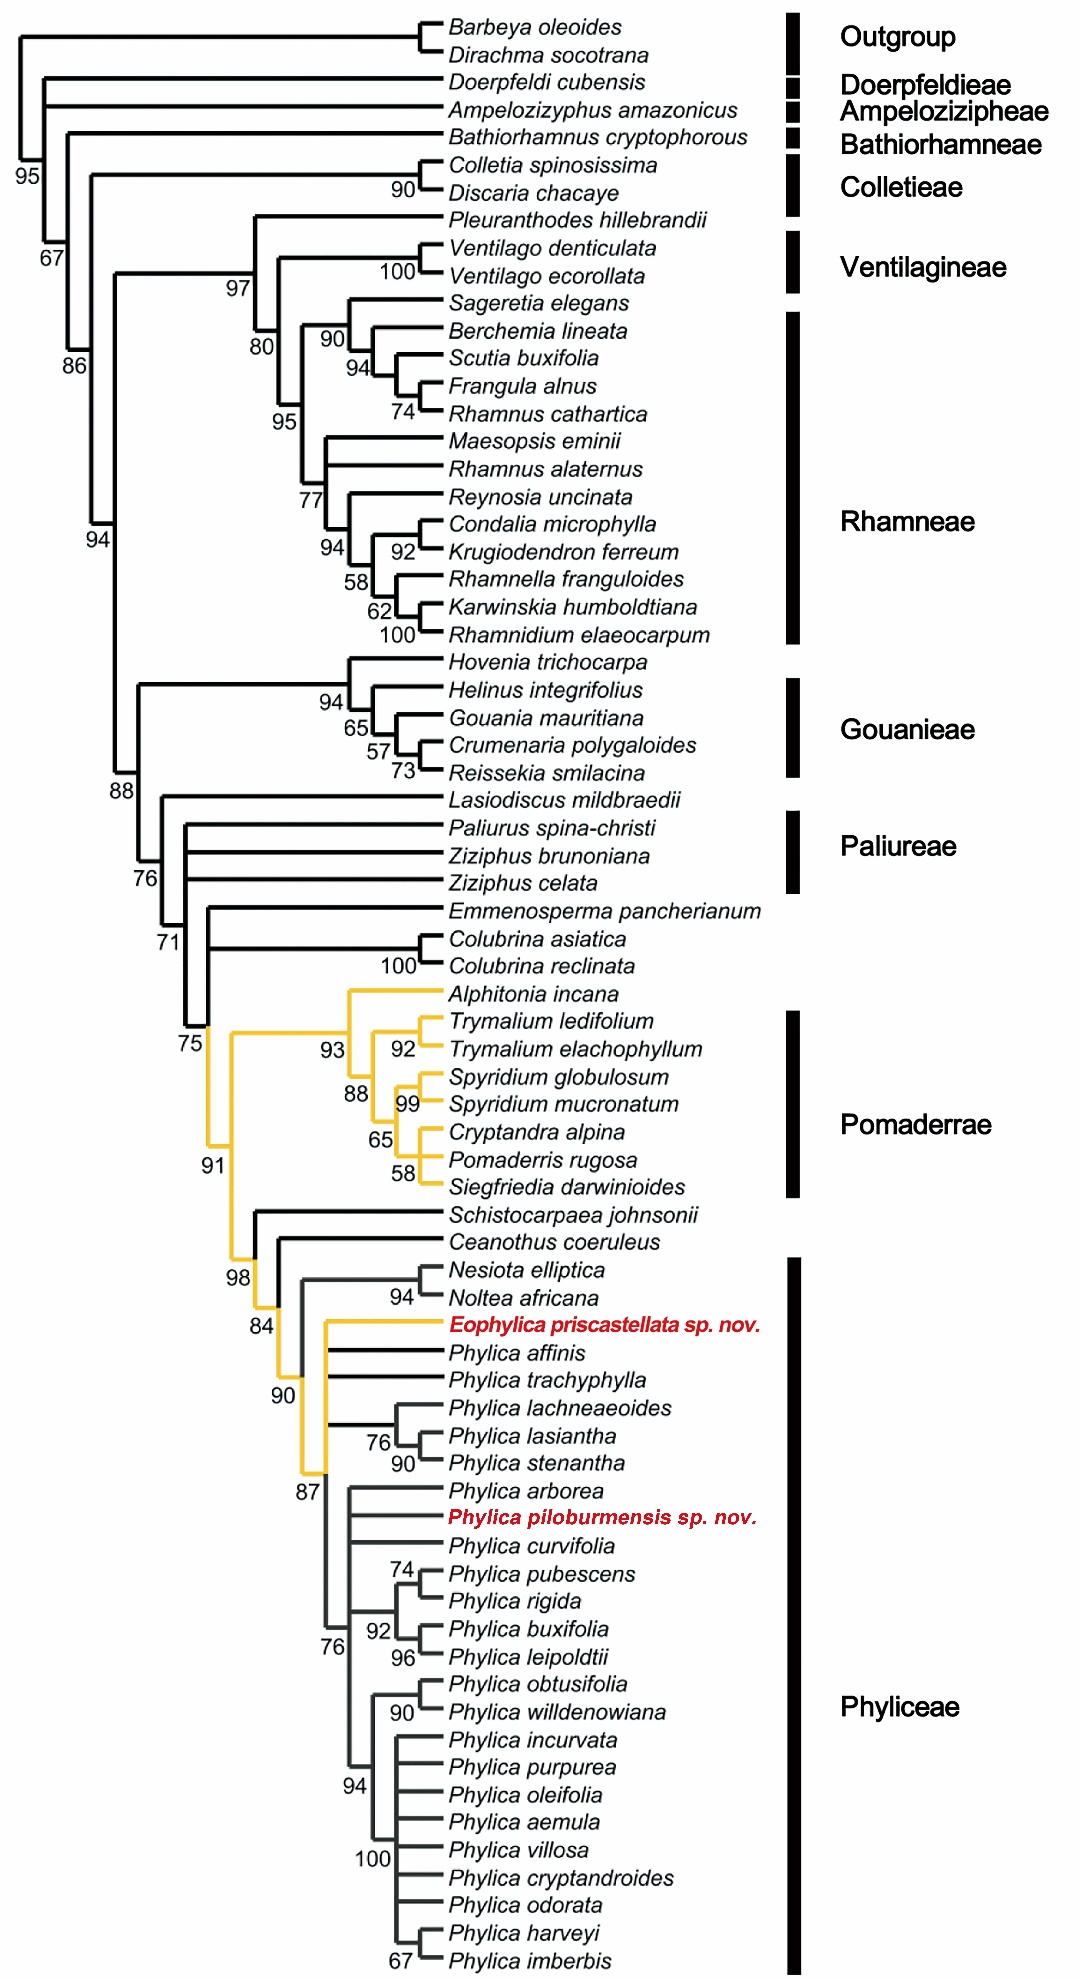 Barbeya oleoides
Dirachma socotrana
Outgroup
Doerpfeldi cubensis
Doerpfeldieae
Ampelozizyphus amazonicus
Ampelozizipheae
Bathiorhamnus cryptophorous
Bathiorhamneae
95
Colletia spinosissima
90
Discaria chacaye
Colletieae
Pleuranthodes hillebrandii
67
97
Ventilago denticulata
100
Ventilago ecorollata
Ventilagineae
Sageretia elegans
80
90
Berchemia lineata
86
94
Scutia buxifolia
Frangula alnus
95
74
Rhamnus cathartica
Maesopsis eminii
Rhamnus alaternus
77
Reynosia uncinata
94
94
92
Condalia microphylla
Krugiodendron ferreum
Rhamneae
58
Rhamnella franguloides
62
Karwinskia humboldtiana
100
Rhamnidium elaeocarpum
Hovenia trichocarpa
94
Helinus integrifolius
65
Gouania mauritiana
57
Crumenaria polygaloides
73
Reissekia smilacina
Gouanieae
88
Lasiodiscus mildbraedii
Paliurus spina-christi
Ziziphus brunoniana
Paliureae
76
Ziziphus celata
Emmenosperma pancherianum
71
Colubrina asiatica
100
Colubrina reclinata
Alphitonia incana
75
93
92
Trymalium ledifolium
Trymalium elachophyllum
88
Spyridium globulosum
99
Spyridium mucronatum
65
Cryptandra alpina
Pomaderrae
91
58
Pomaderris rugosa
Siegfriedia darwinioides
Schistocarpaea johnsonii
98
Ceanothus coeruleus
Nesiota elliptica
94
Noltea africana
84
Eophylica priscastellata sp. nov.
Phylica affinis
90
Phylica trachyphylla
Phylica lachneaeoides
76
Phylica lasiantha
90
Phylica stenantha
87
Phylica arborea
Phylica piloburmensis sp. nov.
Phylica curvifolia
74
Phylica pubescens
Phylica rigida
76
92
Phylica buxifolia
96
Phylica leipoldtii
Phylica obtusifolia
90
Phylica willdenowiana
Phyliceae
Phylica incurvata
94
Phylica purpurea
Phylica oleifolia
Phylica aemula
100
Phylica villosa
Phylica cryptandroides
Phylica odorata
Phylica harveyi
67
Phylica imberbis